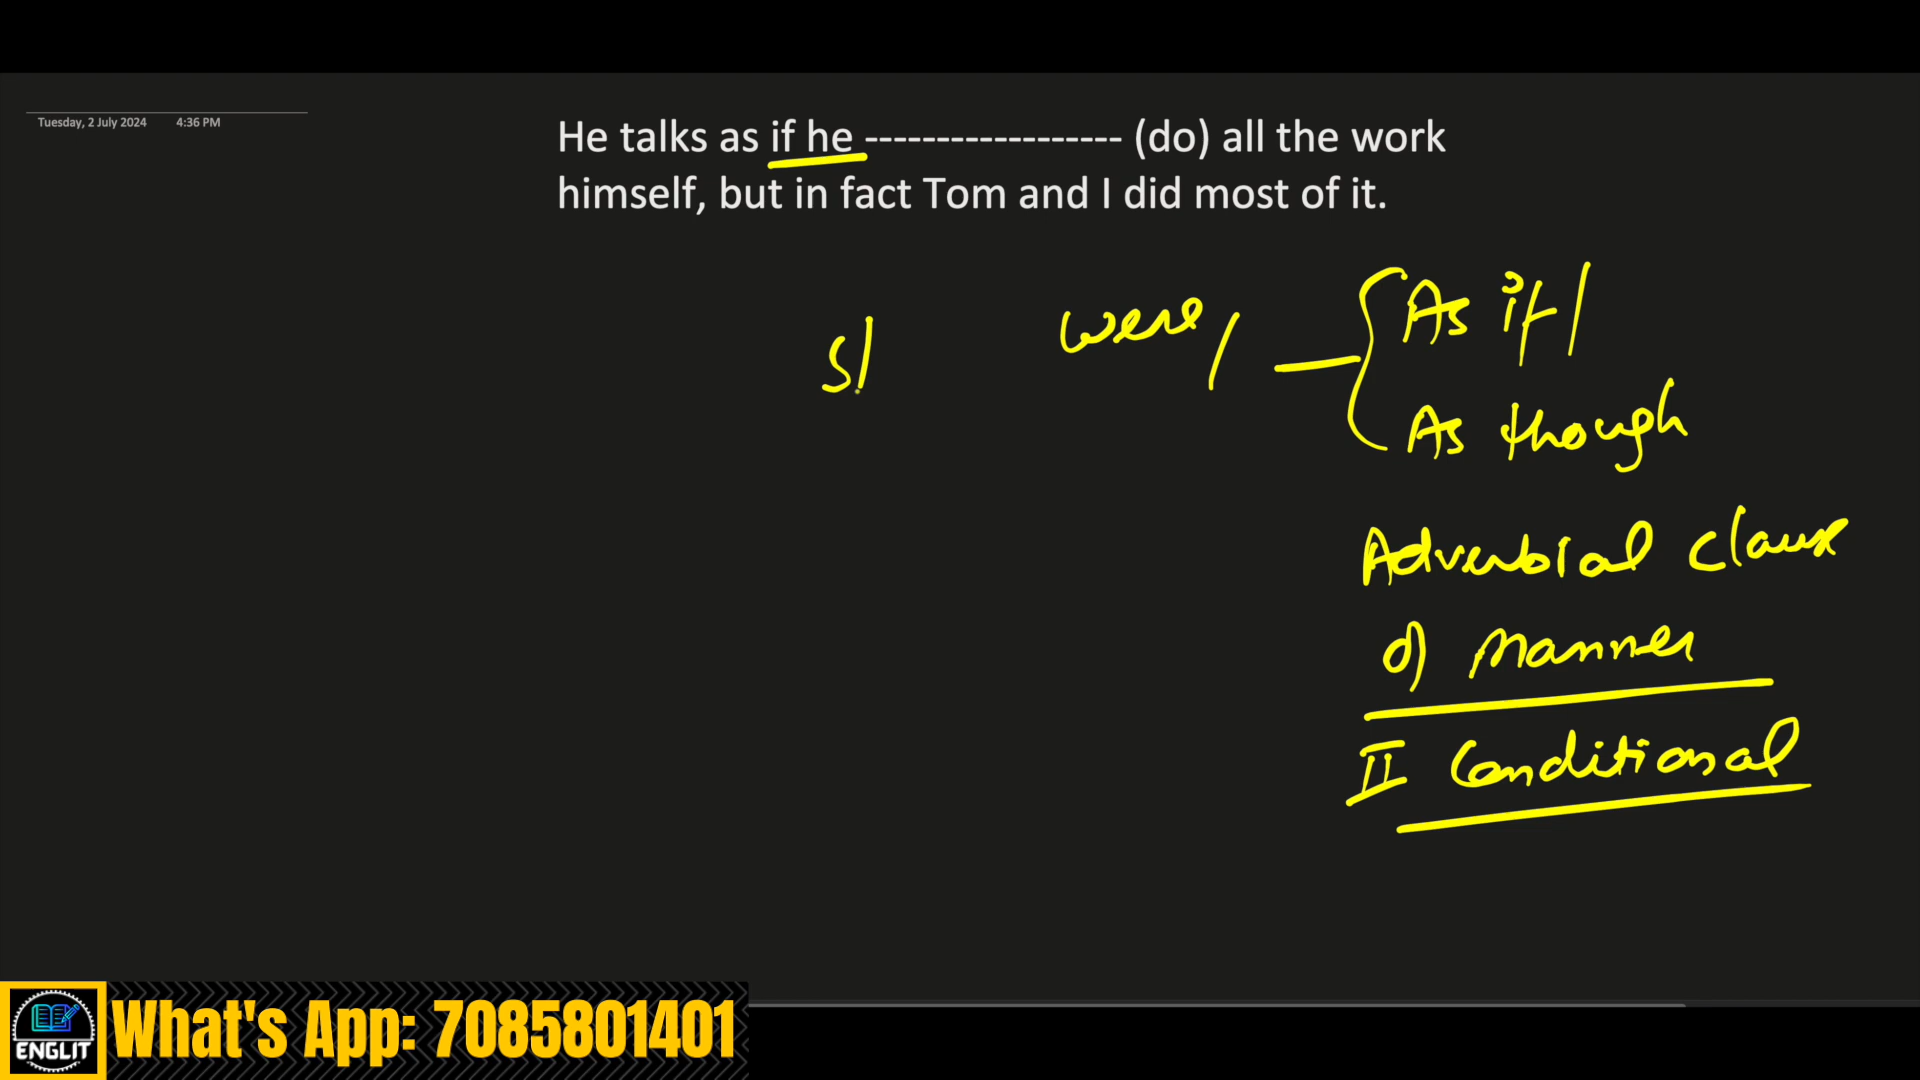 Tuesday, 2 July 2024 4:36 PM
He talks as if he ------------------ (do) all the work
himself, but in fact Tom and I did most of it.
S/ were, / As if /
As though
Adverbial clause
of manner
II Conditional
What's App: 7085801401
ENGLIT